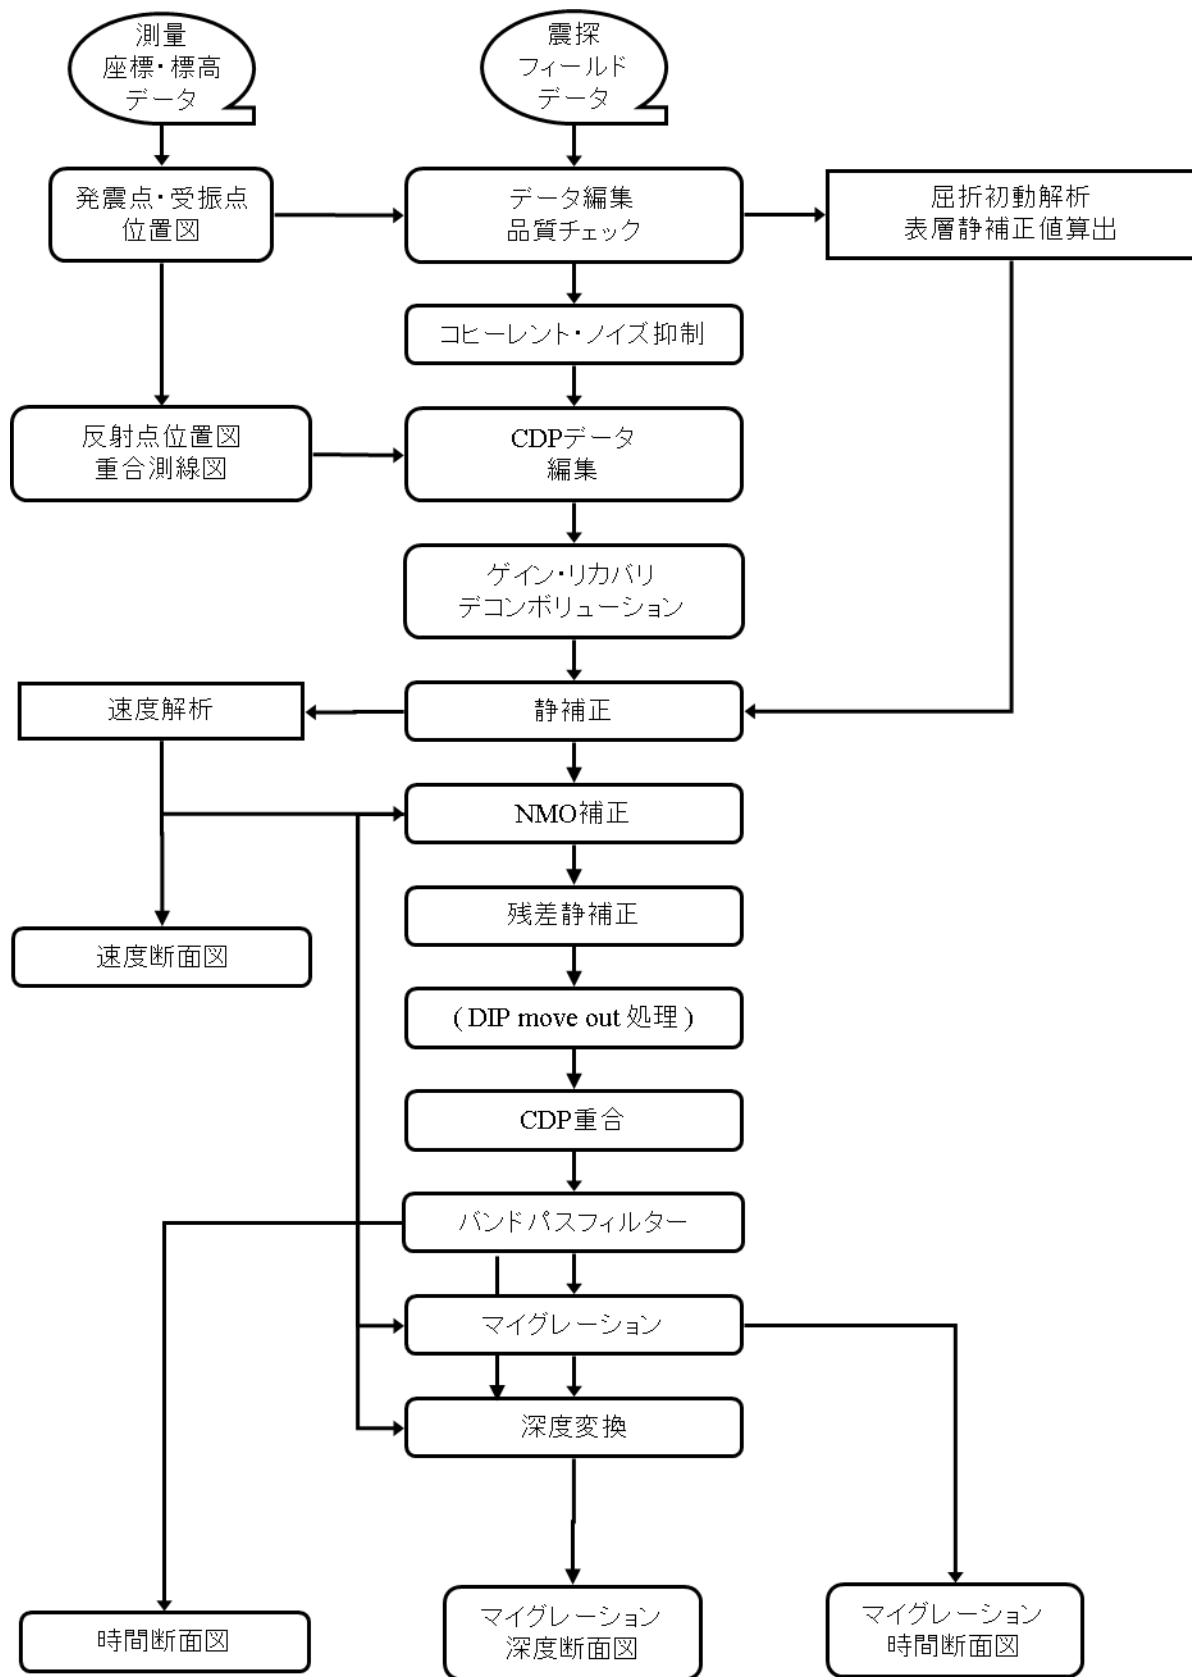 測量
座標・標高
データ
震探
フィールド
データ
発震点・受振点
位置図
データ編集
品質チェック
屈折初動解析
表層静補正値算出
コヒーレント・ノイズ抑制
反射点位置図
重合測線図
CDPデータ
編集
ゲイン・リカバリ
デコンボリューション
速度解析
静補正
NMO補正
残差静補正
速度断面図
( DIP move out 処理 )
CDP重合
バンドパスフィルター
マイグレーション
深度変換
時間断面図
マイグレーション
深度断面図
マイグレーション
時間断面図